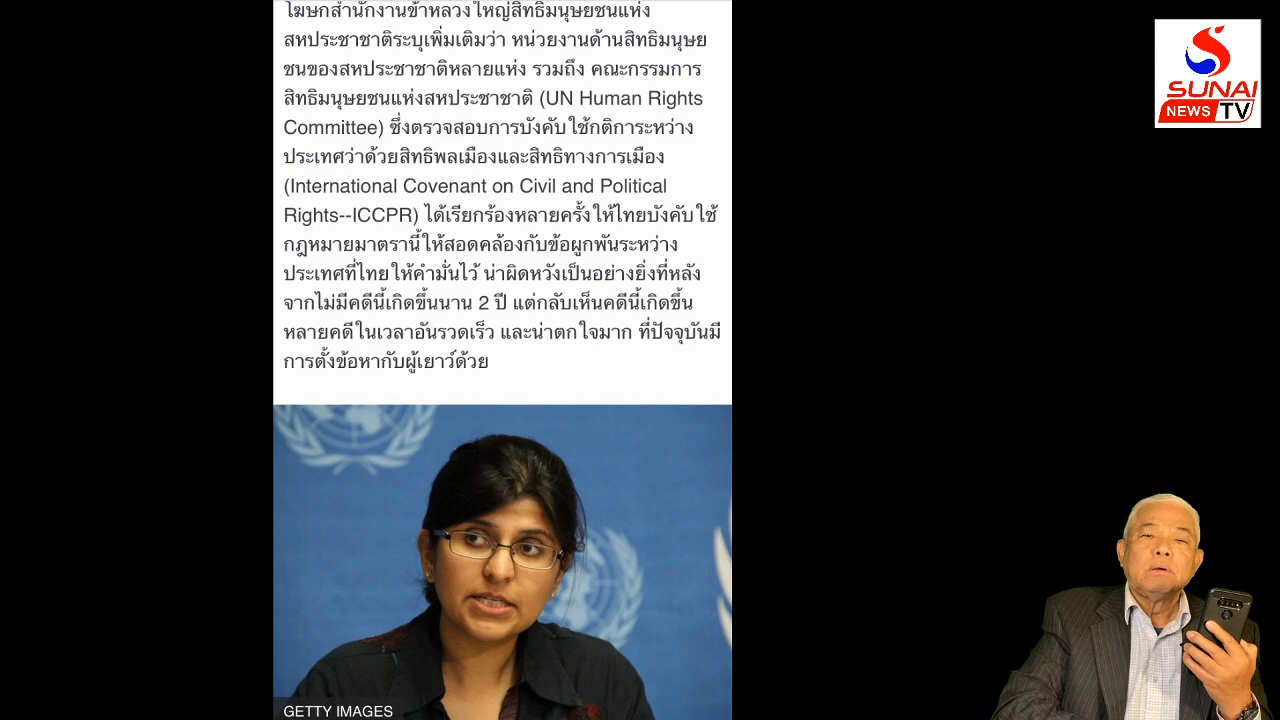 โฆษกสำนักงานข้าหลวงใหญ่สิทธิมนุษยชนแห่ง
สหประชาชาติระบุเพิ่มเติมว่า หน่วยงานด้านสิทธิมนุษย
ชนของสหประชาชาติหลายแห่ง รวมถึง คณะกรรมการ
สิทธิมนุษยชนแห่งสหประชาชาติ (UN Human Rights
Committee) ซึ่งตรวจสอบการบังคับใช้กติการะหว่าง
ประเทศว่าด้วยสิทธิพลเมืองและสิทธิทางการเมือง
(International Covenant on Civil and Political
Rights--ICCPR) ได้เรียกร้องหลายครั้งให้ไทยบังคับใช้
กฎหมายมาตรานี้ให้สอดคล้องกับข้อผูกพันระหว่าง
ประเทศที่ไทยให้คำมั่นไว้ น่าผิดหวังเป็นอย่างยิ่งที่หลัง
จากไม่มีคดีนี้เกิดขึ้นนาน 2 ปี แต่กลับเห็นคดีนี้เกิดขึ้น
หลายคดีในเวลาอันรวดเร็ว และน่าตกใจมาก ที่ปัจจุบันมี
การตั้งข้อหากับผู้เยาว์ด้วย
GETTY IMAGES
SUNAI
NEWS TV